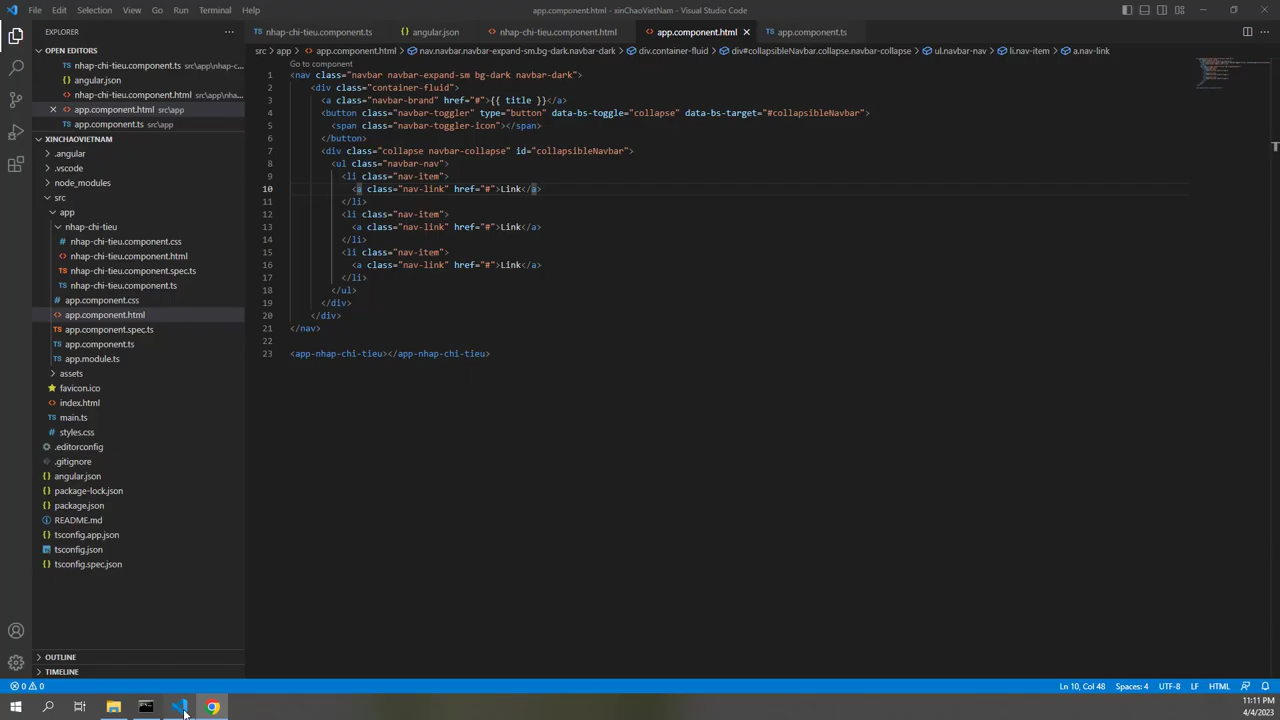 File Edit Selection View Go Run Terminal Help
app.component.html - xinChaoVietNam - Visual Studio Code
EXPLORER
OPEN EDITORS
nhap-chi-tieu.component.ts src\app\nhap-c...
angular.json
nhap-chi-tieu.component.html src\app\nha...
app.component.html src\app
app.component.ts src\app
XINCHAOVIETNAM
.angular
.vscode
node_modules
src
app
nhap-chi-tieu
nhap-chi-tieu.component.css
nhap-chi-tieu.component.html
nhap-chi-tieu.component.spec.ts
nhap-chi-tieu.component.ts
app.component.css
app.component.html
app.component.spec.ts
app.component.ts
app.module.ts
assets
favicon.ico
index.html
main.ts
styles.css
.editorconfig
.gitignore
angular.json
package-lock.json
package.json
README.md
tsconfig.app.json
tsconfig.json
tsconfig.spec.json
OUTLINE
TIMELINE
nhap-chi-tieu.component.ts angular.json nhap-chi-tieu.component.html app.component.html app.component.ts
src > app > app.component.html > nav.navbar.navbar-expand-sm.bg-dark.navbar-dark > div.container-fluid > div#collapsibleNavbar.collapse.navbar-collapse > ul.navbar-nav > li.nav-item > a.nav-link
Go to component
1 <nav class="navbar navbar-expand-sm bg-dark navbar-dark">
2 <div class="container-fluid">
3 <a class="navbar-brand" href="#">{{ title }}</a>
4 <button class="navbar-toggler" type="button" data-bs-toggle="collapse" data-bs-target="#collapsibleNavbar">
5 <span class="navbar-toggler-icon"></span>
6 </button>
7 <div class="collapse navbar-collapse" id="collapsibleNavbar">
8 <ul class="navbar-nav">
9 <li class="nav-item">
10 <a class="nav-link" href="#">Link</a>
11 </li>
12 <li class="nav-item">
13 <a class="nav-link" href="#">Link</a>
14 </li>
15 <li class="nav-item">
16 <a class="nav-link" href="#">Link</a>
17 </li>
18 </ul>
19 </div>
20 </div>
21 </nav>
22
23 <app-nhap-chi-tieu></app-nhap-chi-tieu>
0 0
Ln 10, Col 48 Spaces: 4 UTF-8 LF HTML
11:11 PM
4/4/2023